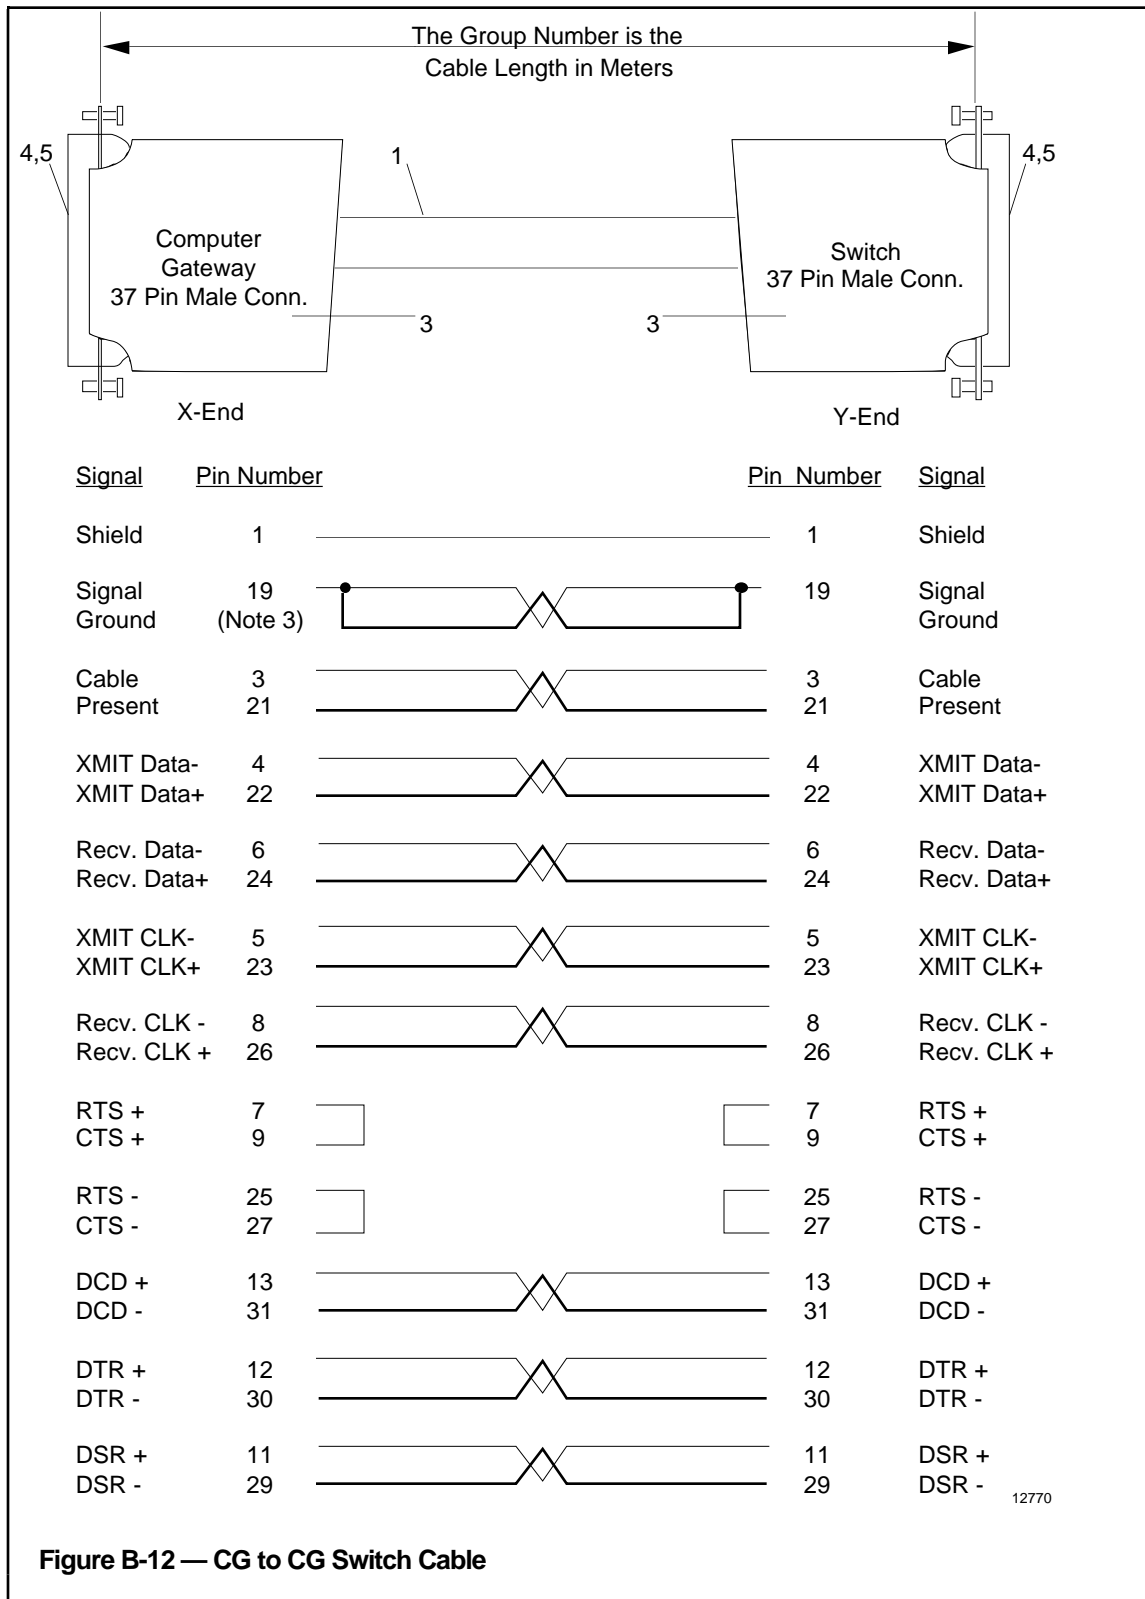 The Group Number is the
Cable Length in Meters
4,5
1
4,5
Computer
Gateway
37 Pin Male Conn.
Switch
37 Pin Male Conn.
3
3
X-End
Y-End
Signal Pin Number Pin Number Signal
Shield 1 1 Shield
Signal 19 19 Signal
Ground (Note 3) Ground
Cable 3 3 Cable
Present 21 21 Present
XMIT Data- 4 4 XMIT Data-
XMIT Data+ 22 22 XMIT Data+
Recv. Data- 6 6 Recv. Data-
Recv. Data+ 24 24 Recv. Data+
XMIT CLK- 5 5 XMIT CLK-
XMIT CLK+ 23 23 XMIT CLK+
Recv. CLK - 8 8 Recv. CLK -
Recv. CLK + 26 26 Recv. CLK +
RTS + 7 7 RTS +
CTS + 9 9 CTS +
RTS - 25 25 RTS -
CTS - 27 27 CTS -
DCD + 13 13 DCD +
DCD - 31 31 DCD -
DTR + 12 12 DTR +
DTR - 30 30 DTR -
DSR + 11 11 DSR +
DSR - 29 29 DSR -
12770
Figure B-12 — CG to CG Switch Cable